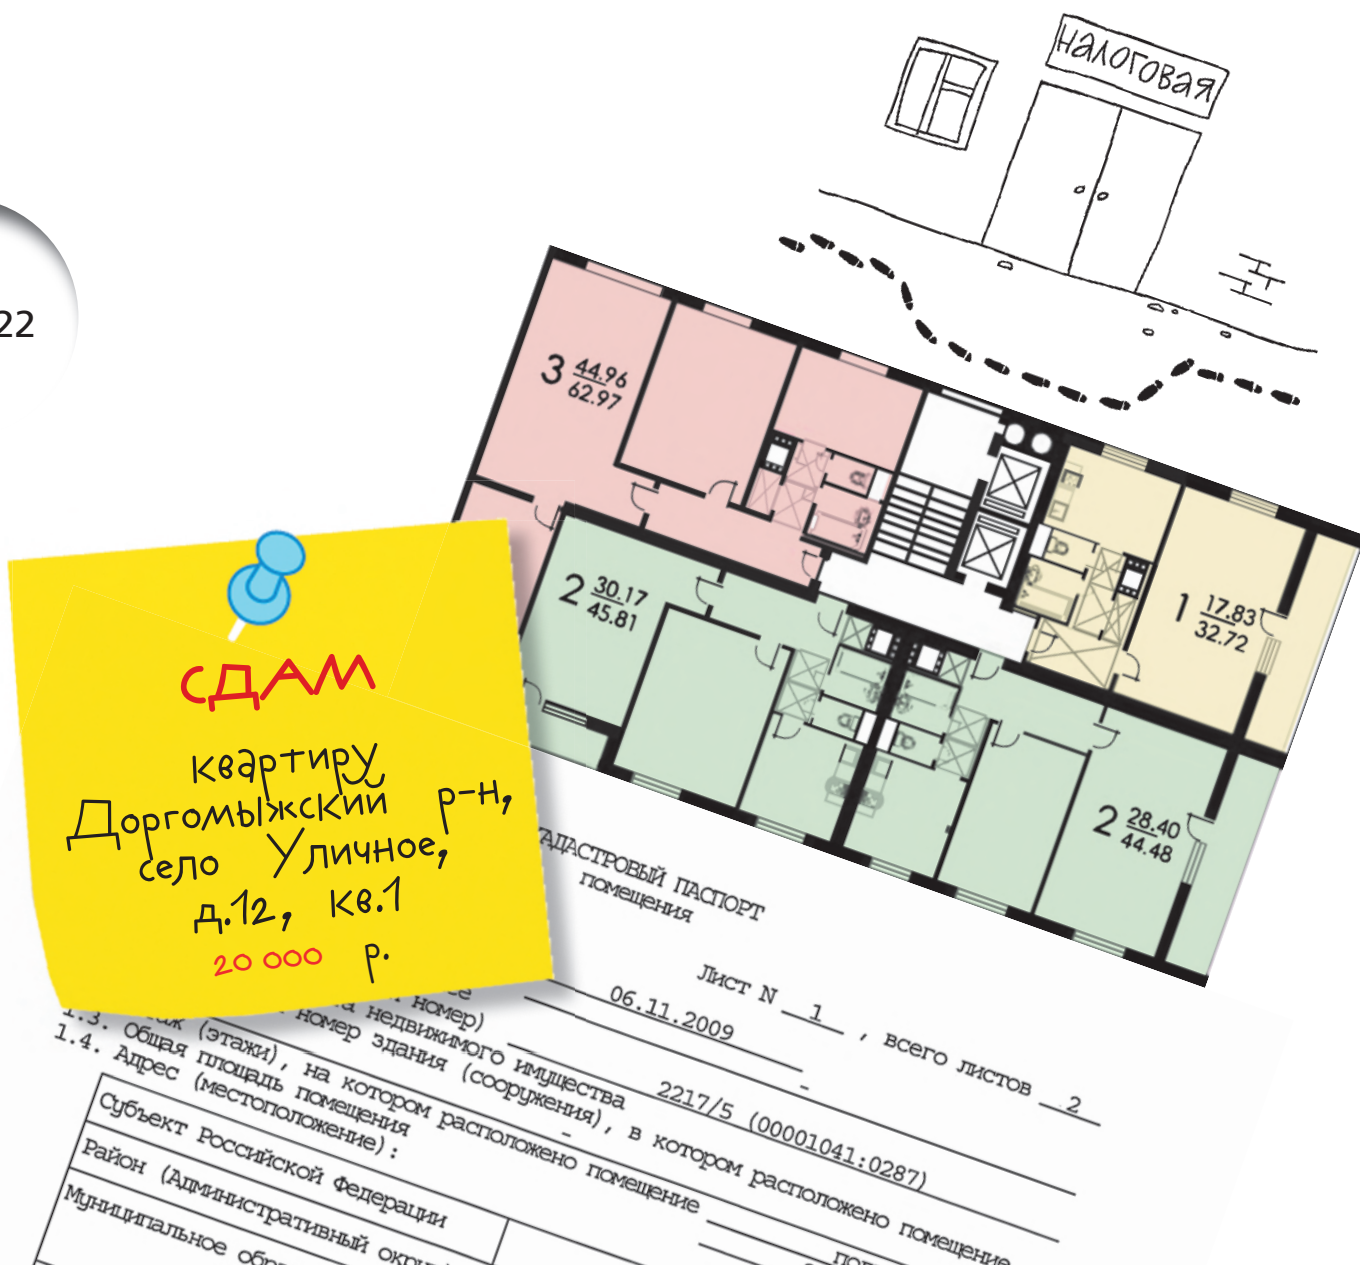 НАЛОГОВАЯ
22
3 44.96
62.97
2 30.17
45.81
1 17.83
32.72
2 28.40
44.48
СДАМ
квартиру
Доргомыжский р-н,
село Уличное,
д.12, кв.1
20 000 р.
КАДАСТРОВЫЙ ПАСПОРТ
помещения
Лист N 1 , всего листов 2
06.11.2009
номер)
-
недвижимого имущества 2217/5 (00001041:0287)
номер здания (сооружения), в котором расположено помещение
(этажи), на котором расположено помещение
1.3. Общая площадь помещения -
1.4. Адрес (местоположение):
Субъект Российской Федерации
Район (Административный
Муниципальное